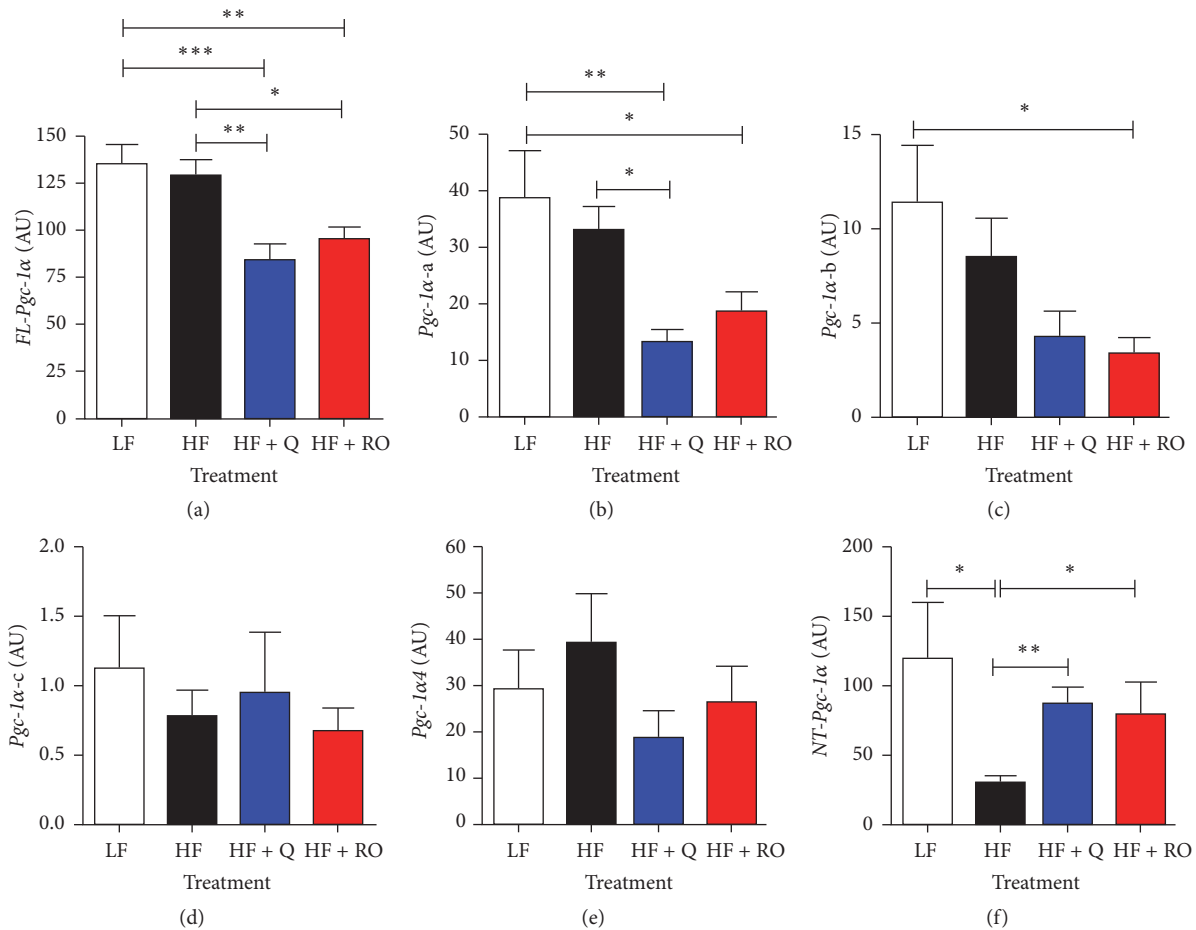 **
***
*
**
150
125
100
75
50
25
0
FL-Pgc-1α (AU)
LF HF HF + Q HF + RO
Treatment
(a)
**
*
*
50
40
30
20
10
0
Pgc-1α-a (AU)
LF HF HF + Q HF + RO
Treatment
(b)
*
15
10
5
0
Pgc-1α-b (AU)
LF HF HF + Q HF + RO
Treatment
(c)
2.0
1.5
1.0
0.5
0.0
Pgc-1α-c (AU)
LF HF HF + Q HF + RO
Treatment
(d)
60
50
40
30
20
10
0
Pgc-1α4 (AU)
LF HF HF + Q HF + RO
Treatment
(e)
* *
**
200
150
100
50
0
NT-Pgc-1α (AU)
LF HF HF + Q HF + RO
Treatment
(f)